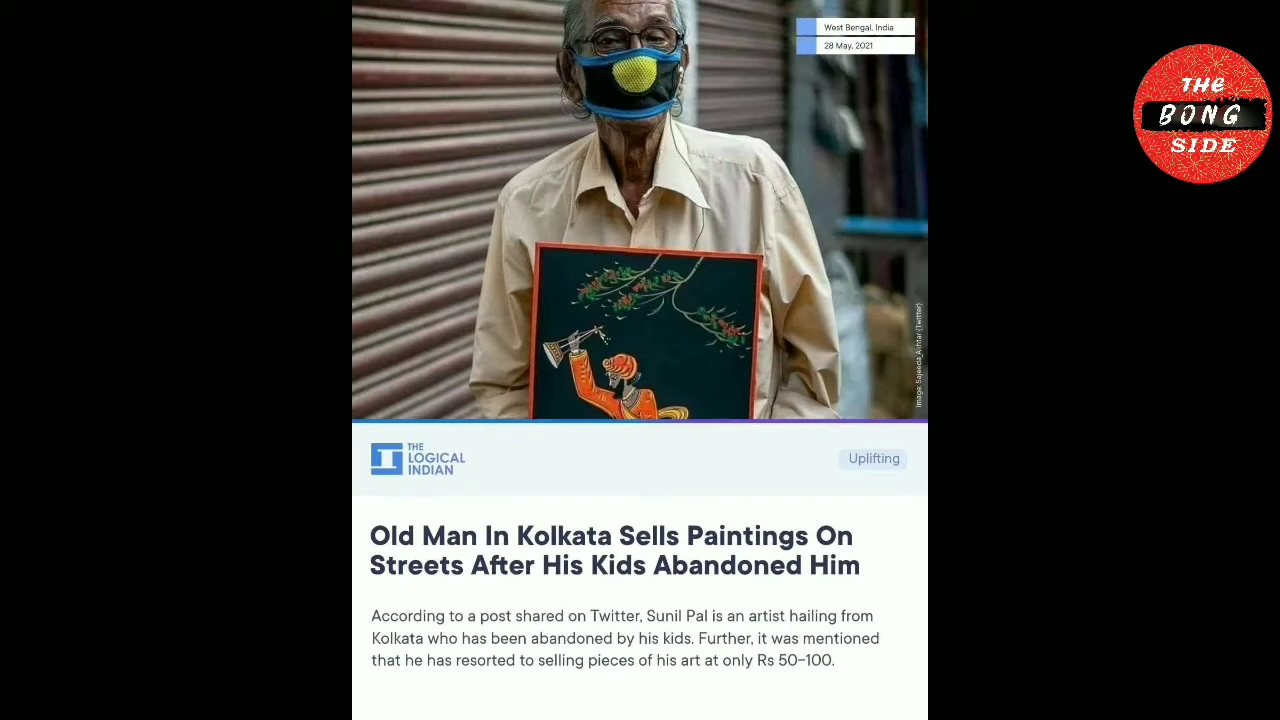 West Bengal, India
28 May, 2021
THE
BONG
SIDE
Image: Sajeeda_Akhtar (Twitter)
THE
LOGICAL
INDIAN
Uplifting
Old Man In Kolkata Sells Paintings On
Streets After His Kids Abandoned Him
According to a post shared on Twitter, Sunil Pal is an artist hailing from
Kolkata who has been abandoned by his kids. Further, it was mentioned
that he has resorted to selling pieces of his art at only Rs 50–100.